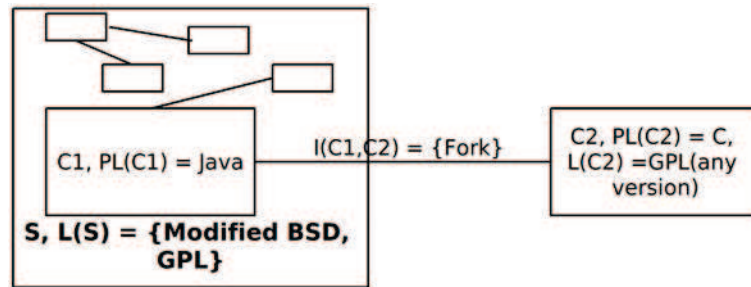 C1, PL(C1) = Java
I(C1,C2) = {Fork}
C2, PL(C2) = C,
L(C2) =GPL(any
version)
S, L(S) = {Modified BSD,
GPL}